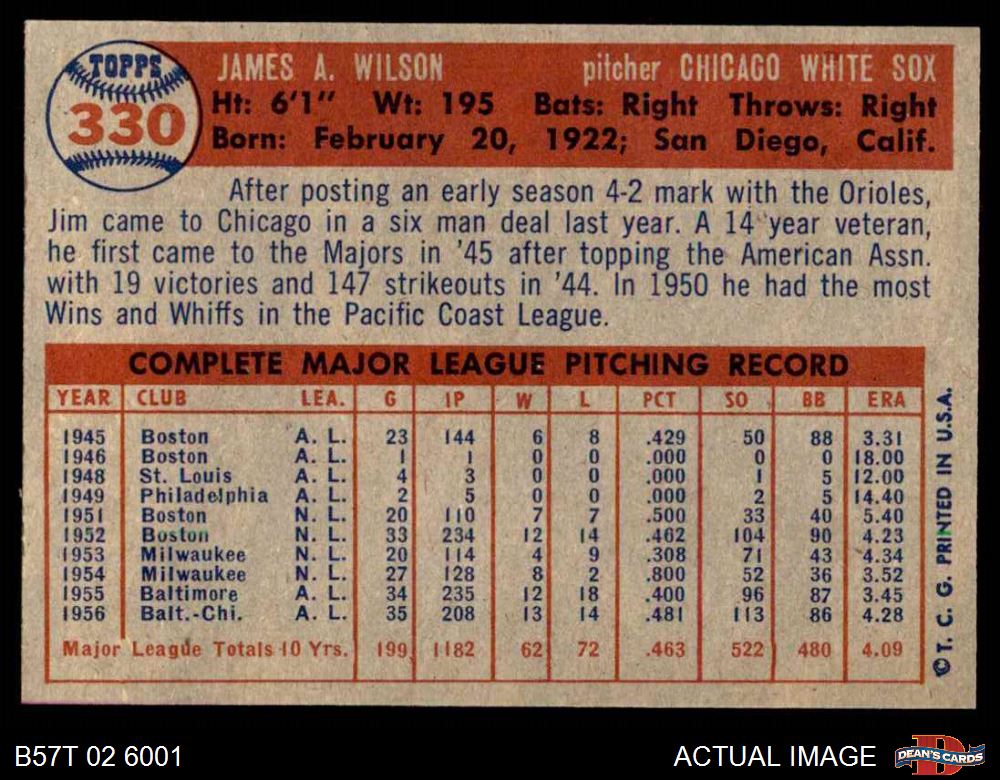 TOPPS
330
JAMES A. WILSON pitcher CHICAGO WHITE SOX
Ht: 6'1" Wt: 195 Bats: Right Throws: Right
Born: February 20, 1922; San Diego, Calif.
After posting an early season 4-2 mark with the Orioles,
Jim came to Chicago in a six man deal last year. A 14 year veteran,
he first came to the Majors in '45 after topping the American Assn.
with 19 victories and 147 strikeouts in '44. In 1950 he had the most
Wins and Whiffs in the Pacific Coast League.
COMPLETE MAJOR LEAGUE PITCHING RECORD
YEAR CLUB LEA. G IP W L PCT SO BB ERA
1945 Boston A. L. 23 144 6 8 .429 50 88 3.31
1946 Boston A. L. 1 1 0 0 .000 0 0 18.00
1948 St. Louis A. L. 4 3 0 0 .000 1 5 12.00
1949 Philadelphia A. L. 2 5 0 0 .000 2 5 14.40
1951 Boston N. L. 20 110 7 7 .500 33 40 5.40
1952 Boston N. L. 33 234 12 14 .462 104 90 4.23
1953 Milwaukee N. L. 20 114 4 9 .308 71 43 4.34
1954 Milwaukee N. L. 27 128 8 2 .800 52 36 3.52
1955 Baltimore A. L. 34 235 12 18 .400 96 87 3.45
1956 Balt.-Chi. A. L. 35 208 13 14 .481 113 86 4.28
Major League Totals 10 Yrs. 199 1182 62 72 .463 522 480 4.09
© T. C. G. PRINTED IN U.S.A.
B57T 02 6001 ACTUAL IMAGE
DEAN'S CARDS